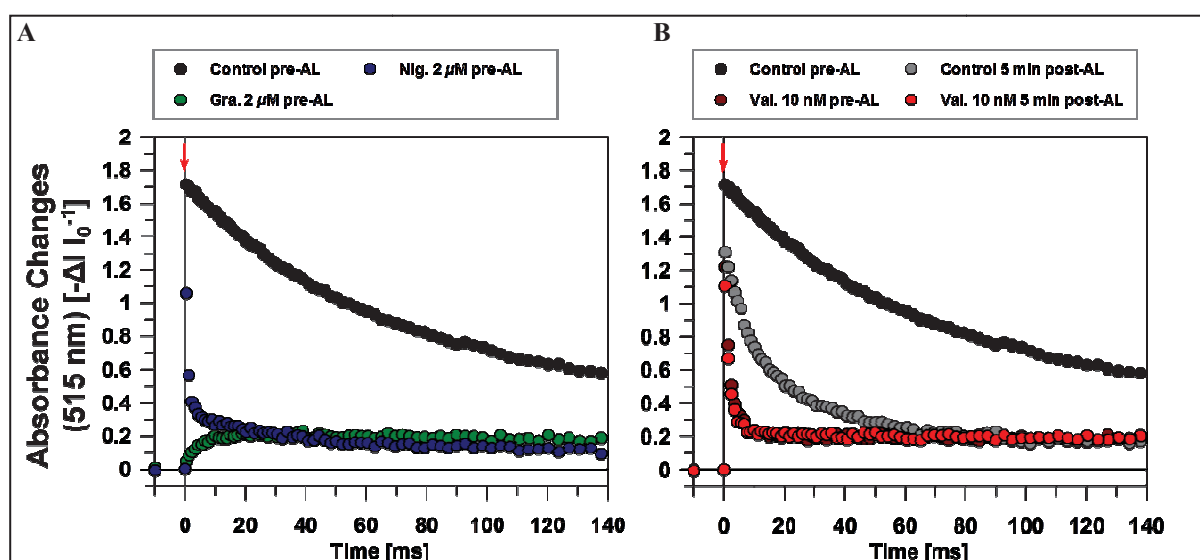 A
Control pre-AL
Nig. 2 µM pre-AL
Gra. 2 µM pre-AL
Absorbance Changes
(515 nm) [-ΔI I₀⁻¹]
2
1.8
1.6
1.4
1.2
1
0.8
0.6
0.4
0.2
0
0 20 40 60 80 100 120 140
Time [ms]
B
Control pre-AL
Control 5 min post-AL
Val. 10 nM pre-AL
Val. 10 nM 5 min post-AL
2
1.8
1.6
1.4
1.2
1
0.8
0.6
0.4
0.2
0
0 20 40 60 80 100 120 140
Time [ms]